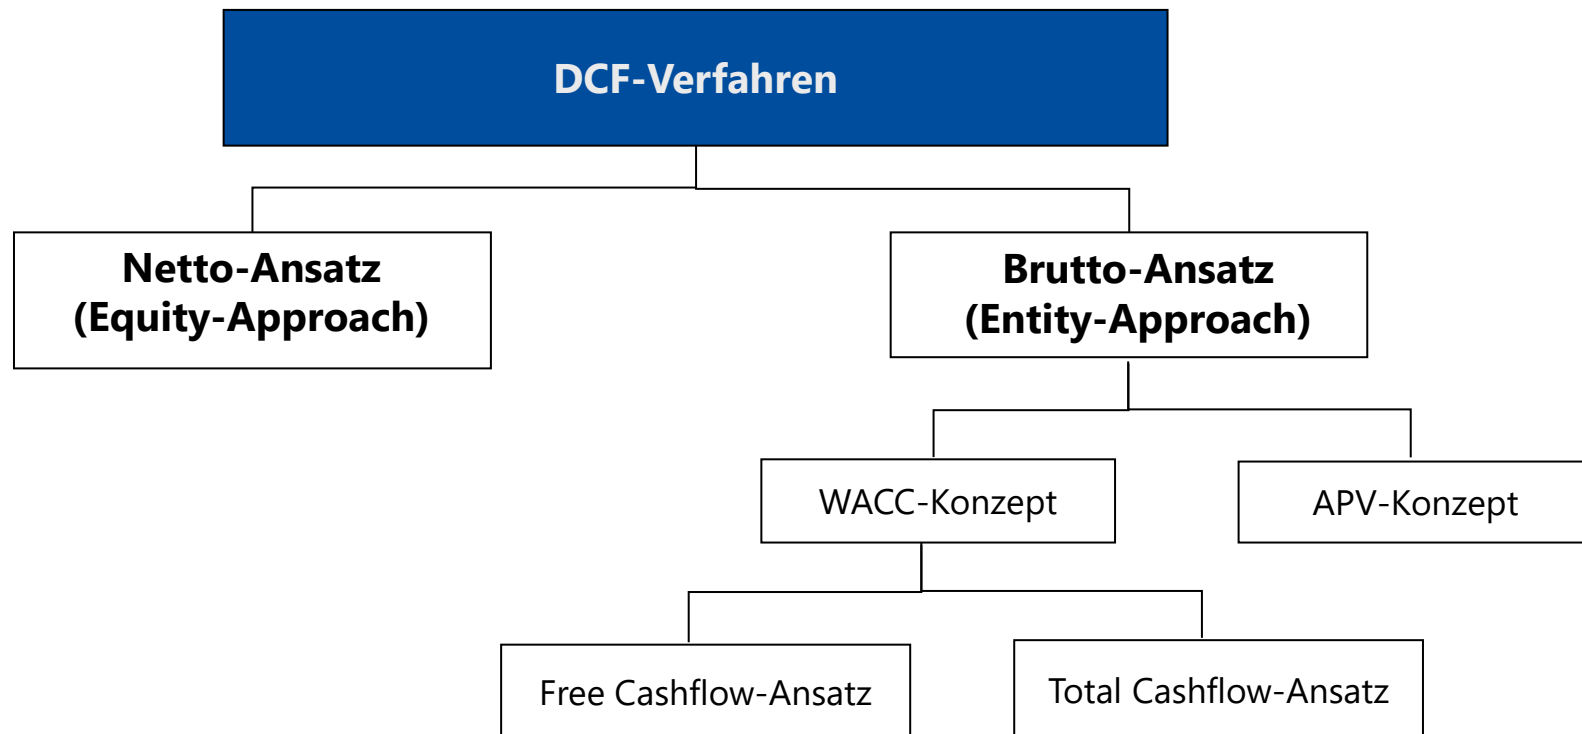 DCF-Verfahren
Netto-Ansatz
(Equity-Approach)
Brutto-Ansatz
(Entity-Approach)
WACC-Konzept
APV-Konzept
Free Cashflow-Ansatz
Total Cashflow-Ansatz